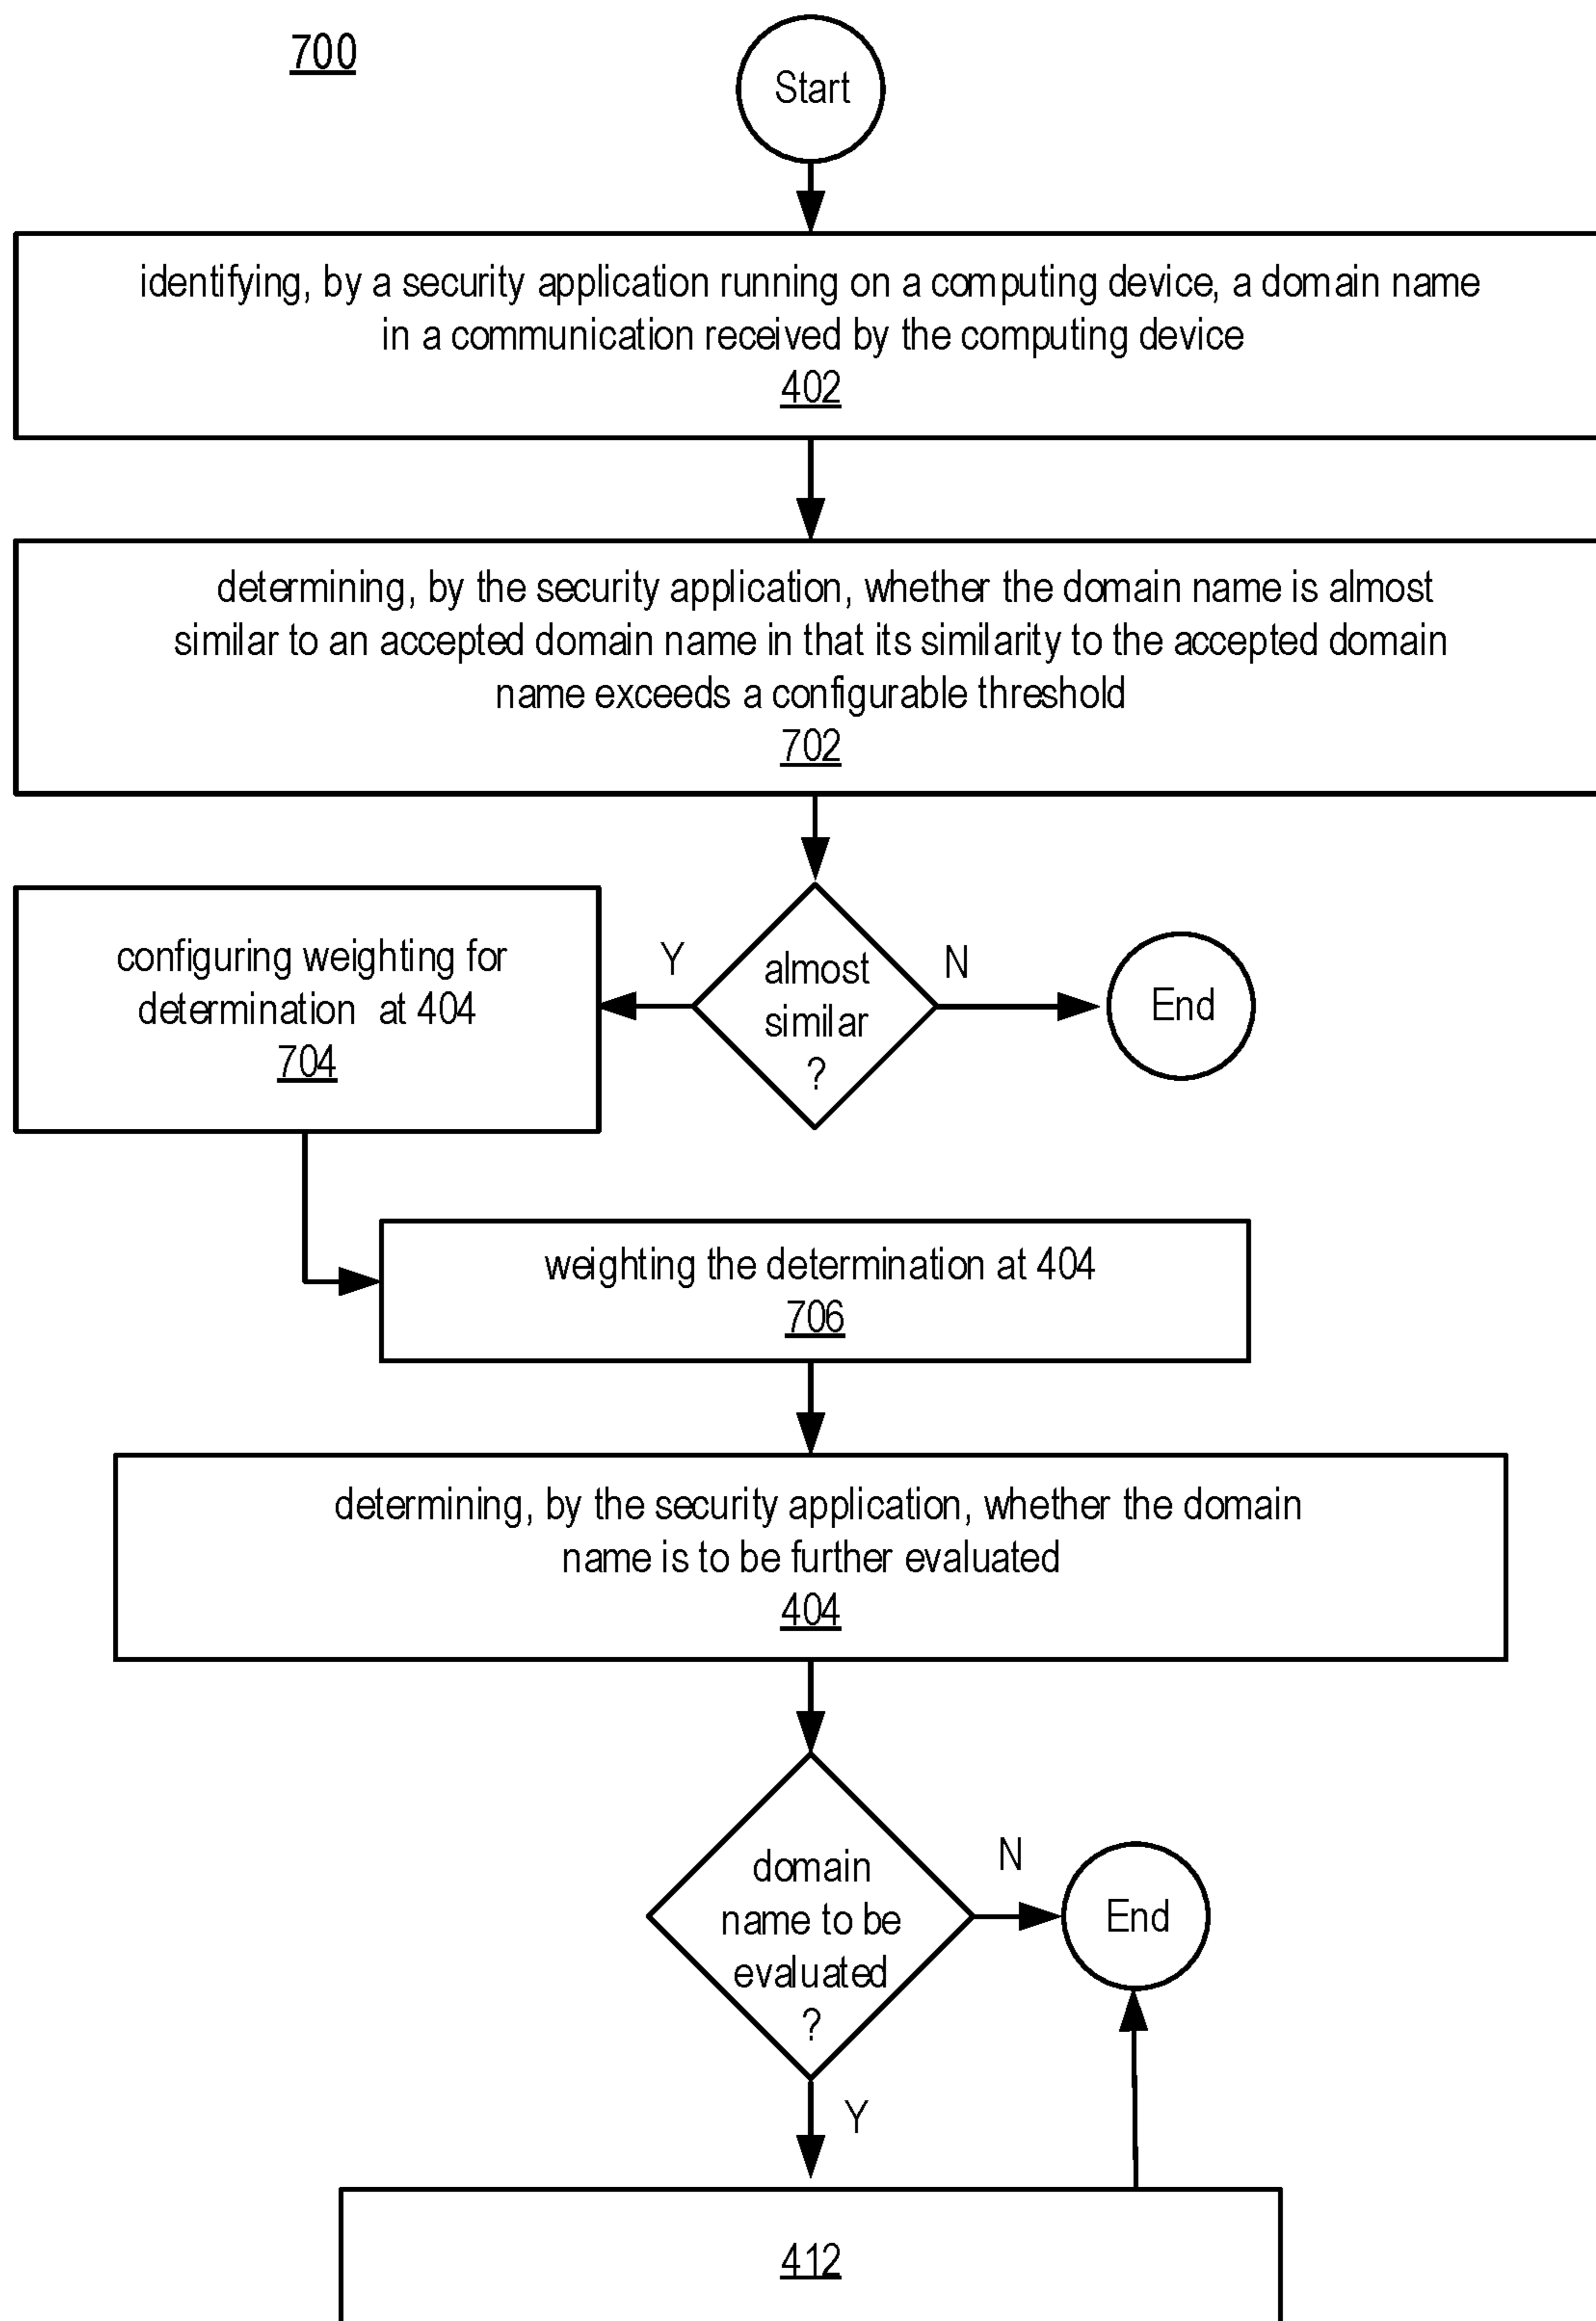 700
Start
identifying, by a security application running on a computing device, a domain name
in a communication received by the computing device
402
determining, by the security application, whether the domain name is almost
similar to an accepted domain name in that its similarity to the accepted domain
name exceeds a configurable threshold
702
configuring weighting for
determination at 404
704
Y
almost
similar
?
N
End
weighting the determination at 404
706
determining, by the security application, whether the domain
name is to be further evaluated
404
domain
name to be
evaluated
?
N
End
Y
412